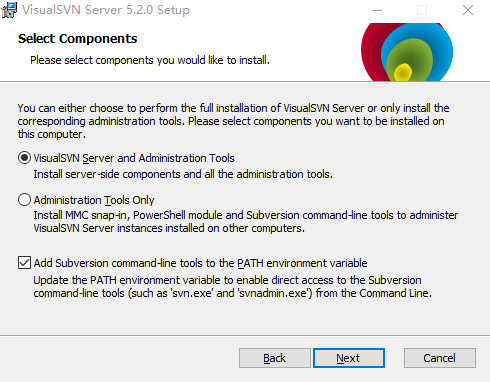 VisualSVN Server 5.2.0 Setup
Select Components
Please select components you would like to install.
You can either choose to perform the full installation of VisualSVN Server or only install the
corresponding administration tools. Please select components you want to be installed on
this computer.
VisualSVN Server and Administration Tools
Install server-side components and all the administration tools.
Administration Tools Only
Install MMC snap-in, PowerShell module and Subversion command-line tools to administer
VisualSVN Server instances installed on other computers.
Add Subversion command-line tools to the PATH environment variable
Update the PATH environment variable to enable direct access to the Subversion
command-line tools (such as 'svn.exe' and 'svnadmin.exe') from the Command Line.
Back Next Cancel